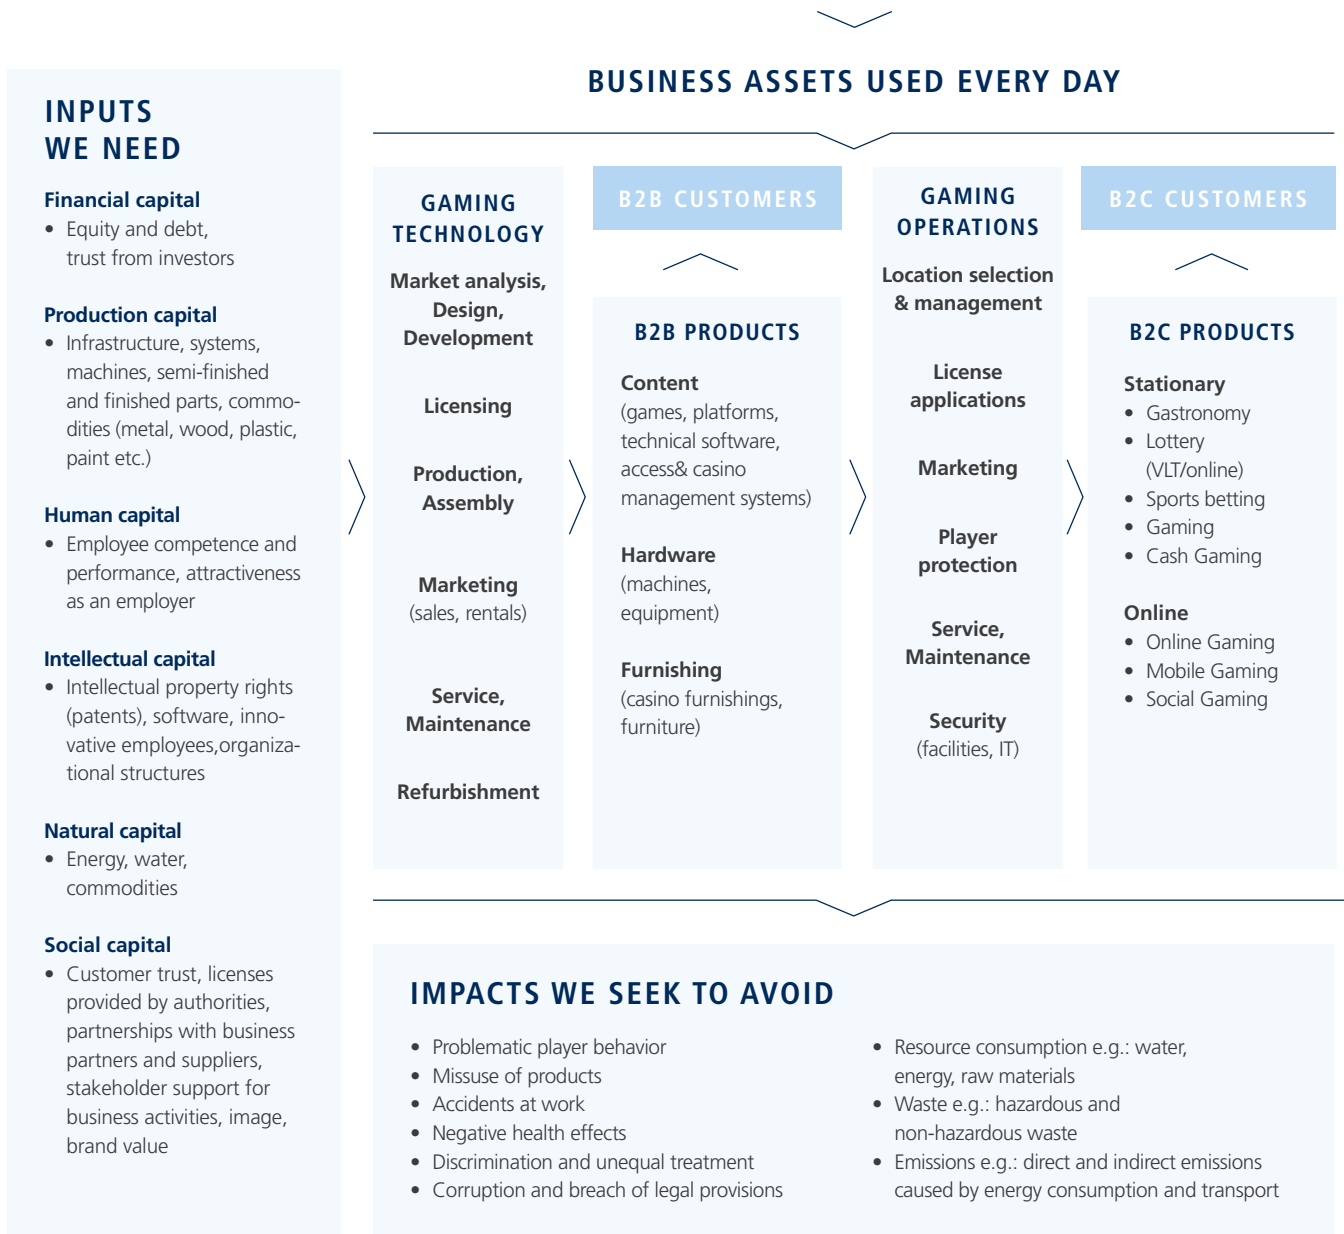 BUSINESS ASSETS USED EVERY DAY
INPUTS
WE NEED
Financial capital
• Equity and debt,
trust from investors
Production capital
• Infrastructure, systems,
machines, semi-finished
and finished parts, commo-
dities (metal, wood, plastic,
paint etc.)
Human capital
• Employee competence and
performance, attractiveness
as an employer
Intellectual capital
• Intellectual property rights
(patents), software, inno-
vative employees,organiza-
tional structures
Natural capital
• Energy, water,
commodities
Social capital
• Customer trust, licenses
provided by authorities,
partnerships with business
partners and suppliers,
stakeholder support for
business activities, image,
brand value
GAMING
TECHNOLOGY
Market analysis,
Design,
Development
Licensing
Production,
Assembly
Marketing
(sales, rentals)
Service,
Maintenance
Refurbishment
B2B CUSTOMERS
B2B PRODUCTS
Content
(games, platforms,
technical software,
access& casino
management systems)
Hardware
(machines,
equipment)
Furnishing
(casino furnishings,
furniture)
GAMING
OPERATIONS
Location selection
& management
License
applications
Marketing
Player
protection
Service,
Maintenance
Security
(facilities, IT)
B2C CUSTOMERS
B2C PRODUCTS
Stationary
• Gastronomy
• Lottery
(VLT/online)
• Sports betting
• Gaming
• Cash Gaming
Online
• Online Gaming
• Mobile Gaming
• Social Gaming
IMPACTS WE SEEK TO AVOID
• Problematic player behavior
• Missuse of products
• Accidents at work
• Negative health effects
• Discrimination and unequal treatment
• Corruption and breach of legal provisions
• Resource consumption e.g.: water,
energy, raw materials
• Waste e.g.: hazardous and
non-hazardous waste
• Emissions e.g.: direct and indirect emissions
caused by energy consumption and transport